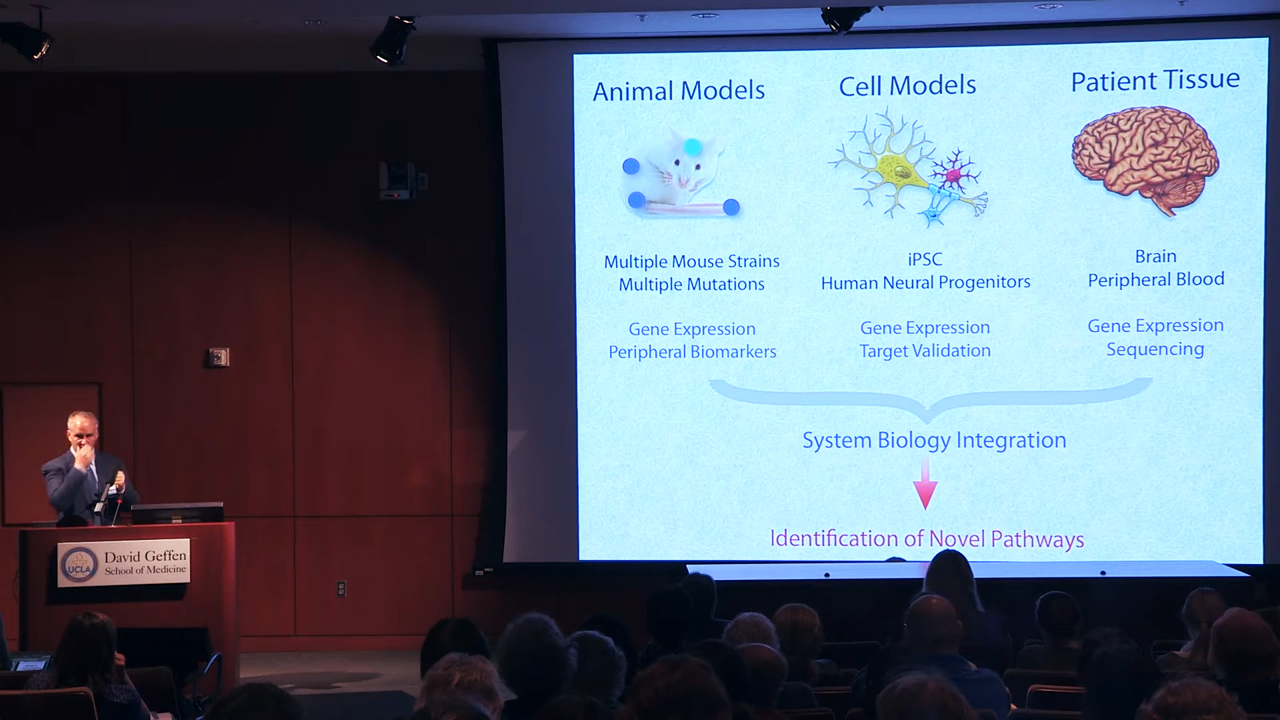 Animal Models
Cell Models
Patient Tissue
Multiple Mouse Strains
Multiple Mutations
iPSC
Human Neural Progenitors
Brain
Peripheral Blood
Gene Expression
Peripheral Biomarkers
Gene Expression
Target Validation
Gene Expression
Sequencing
System Biology Integration
Identification of Novel Pathways
UCLA
David Geffen
School of Medicine